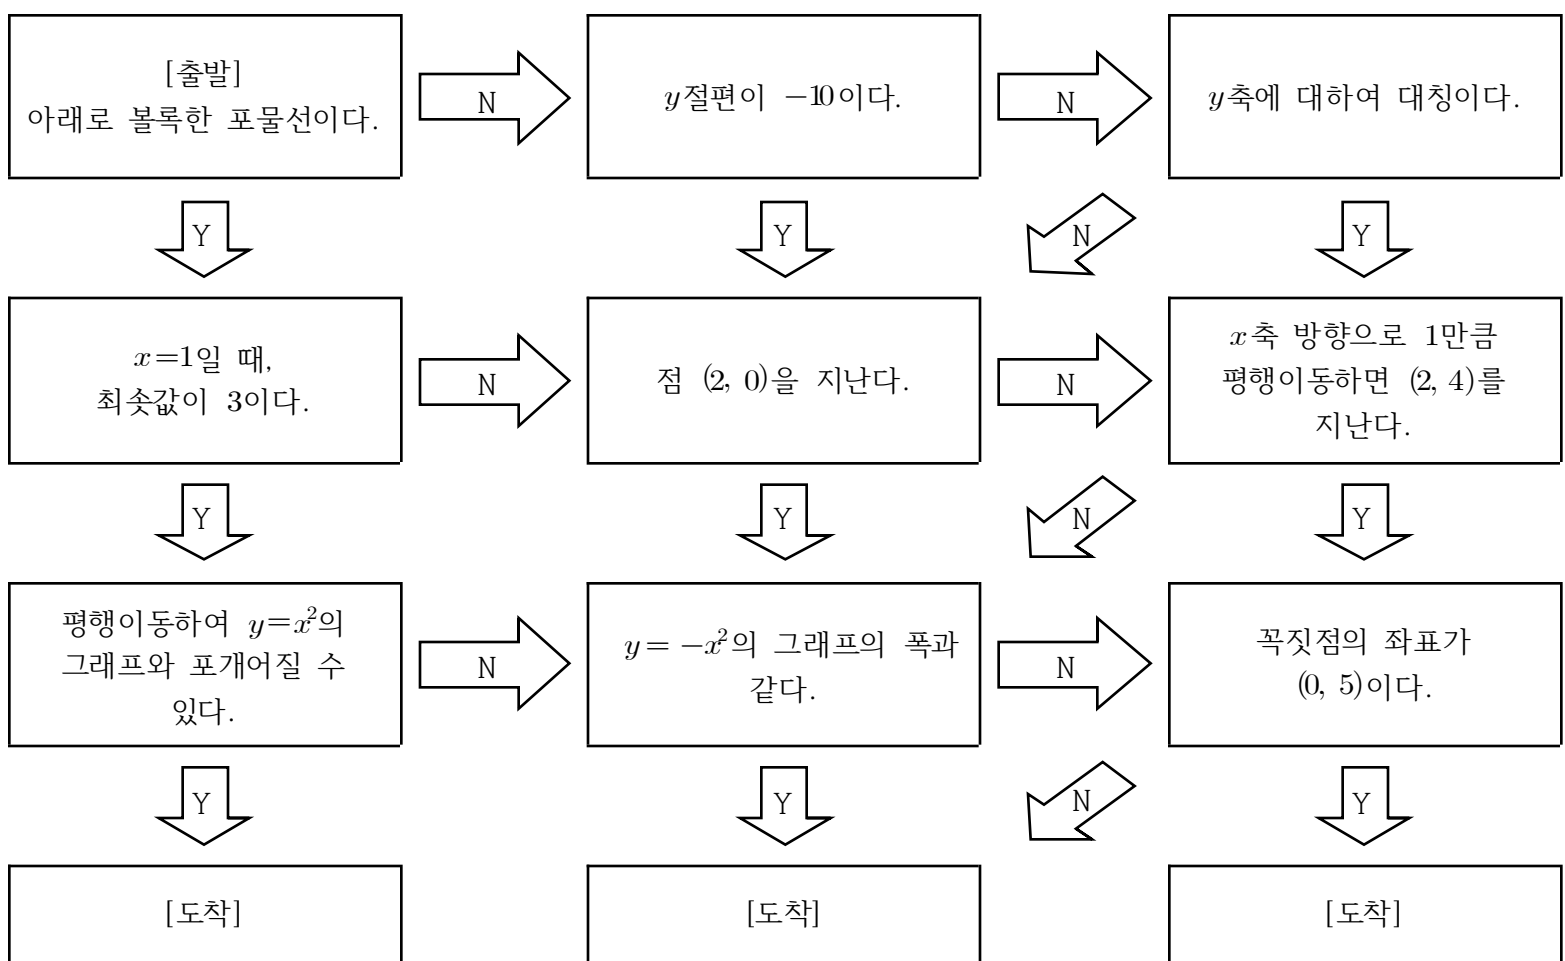 [출발]
아래로 볼록한 포물선이다.
N
y절편이 −10이다.
N
y축에 대하여 대칭이다.
Y
Y
N
Y
x=1일 때,
최솟값이 3이다.
N
점 (2, 0)을 지난다.
N
x축 방향으로 1만큼
평행이동하면 (2, 4)를
지난다.
Y
Y
N
Y
평행이동하여 y=x²의
그래프와 포개어질 수
있다.
N
y=−x²의 그래프의 폭과
같다.
N
꼭짓점의 좌표가
(0, 5)이다.
Y
Y
N
Y
[도착]
[도착]
[도착]